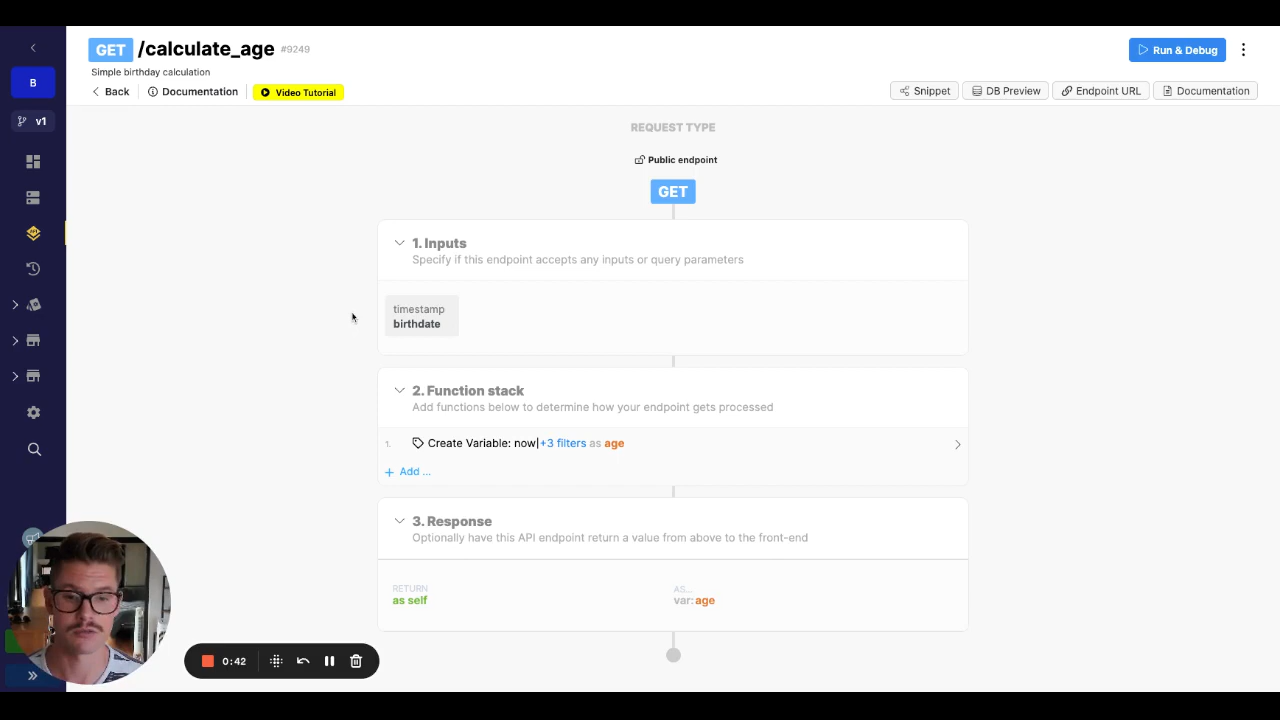 GET /calculate_age #9249
Run & Debug
Simple birthday calculation
Back
Documentation
Video Tutorial
Snippet
DB Preview
Endpoint URL
Documentation
B
v1
REQUEST TYPE
Public endpoint
GET
1. Inputs
Specify if this endpoint accepts any inputs or query parameters
timestamp
birthdate
2. Function stack
Add functions below to determine how your endpoint gets processed
1. Create Variable: now|+3 filters as age
+ Add ...
3. Response
Optionally have this API endpoint return a value from above to the front-end
RETURN
as self
AS...
var: age
0:42